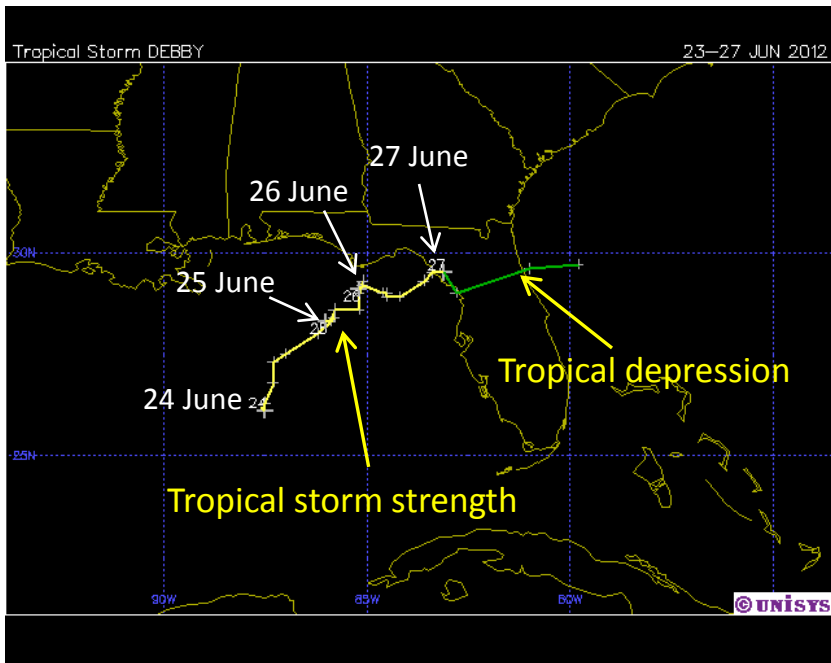 Tropical Storm DEBBY
23-27 JUN 2012
27 June
26 June
30N
27
25 June
26
25
Tropical depression
24 June
24
25N
Tropical storm strength
90W
85W
80W
© UNISYS